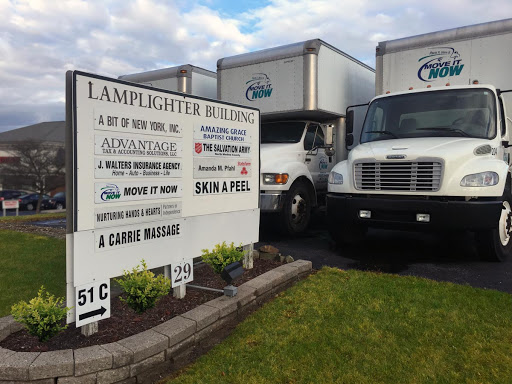 LAMPLIGHTER BUILDING
A BIT OF NEW YORK, INC.
ADVANTAGE
TAX & ACCOUNTING SOLUTIONS, LLC
J. WALTERS INSURANCE AGENCY
Home - Auto - Business - Life
MOVE IT NOW
NURTURING HANDS & HEARTS
A CARRIE MASSAGE
AMAZING GRACE
BAPTIST CHURCH
THE SALVATION ARMY
Amanda M. Pfahl
SKIN A PEEL
51 C
29
MOVE IT
NOW
MOVE IT
NOW